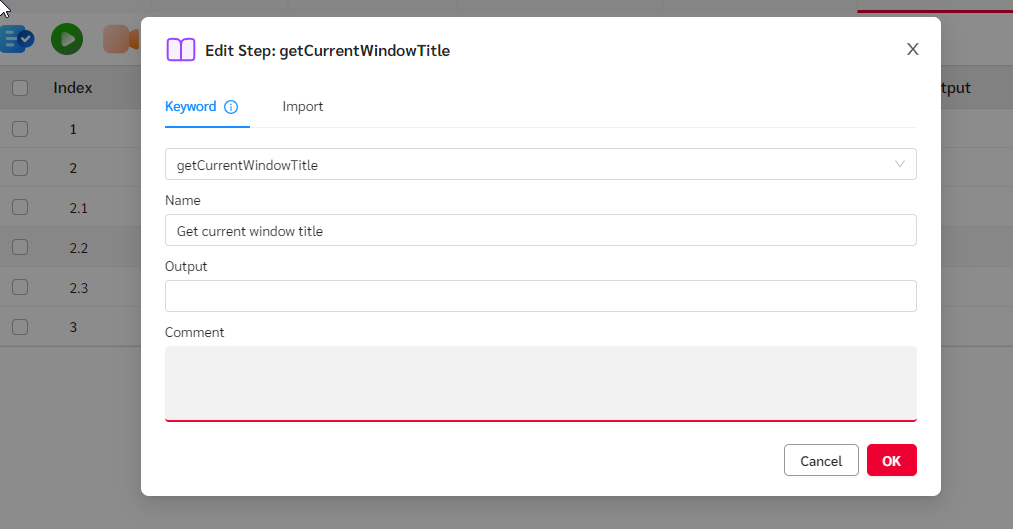 Edit Step: getCurrentWindowTitle
Keyword
Import
Index
tput
getCurrentWindowTitle
Name
Get current window title
Output
Comment
1
2
2.1
2.2
2.3
3
Cancel
OK